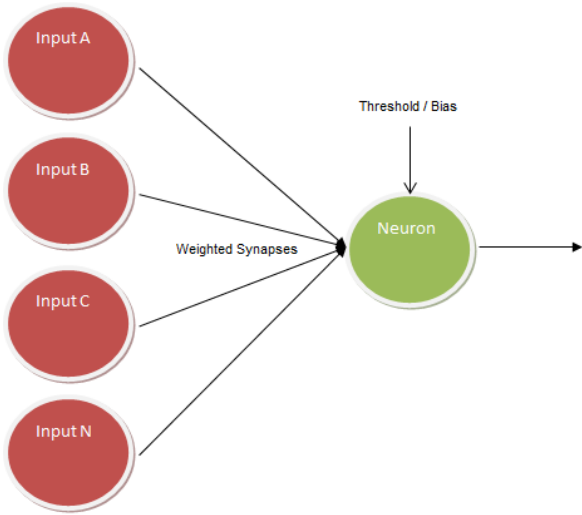 Input A
Threshold / Bias
Input B
Neuron
Weighted Synapses
Input C
Input N